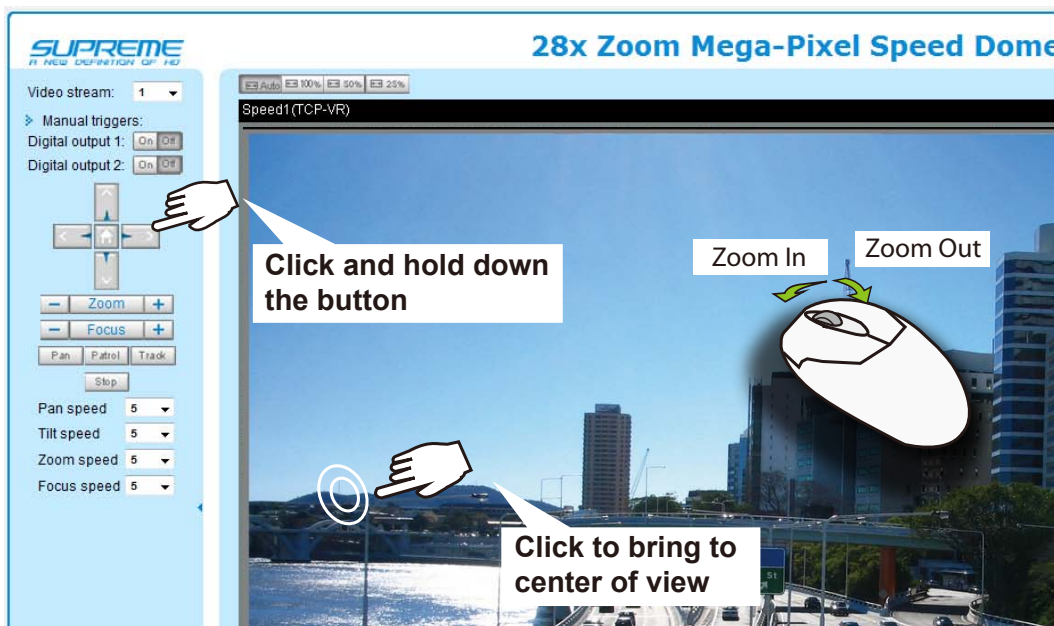 SUPREME
A NEW DEFINITION OF HD
28x Zoom Mega-Pixel Speed Dome
Video stream: 1
Manual triggers:
Digital output 1: On Off
Digital output 2: On Off
Zoom
Focus
Pan Patrol Track
Stop
Pan speed 5
Tilt speed 5
Zoom speed 5
Focus speed 5
Auto 100% 50% 25%
Speed1(TCP-VR)
Click and hold down
the button
Zoom In
Zoom Out
Click to bring to
center of view
St